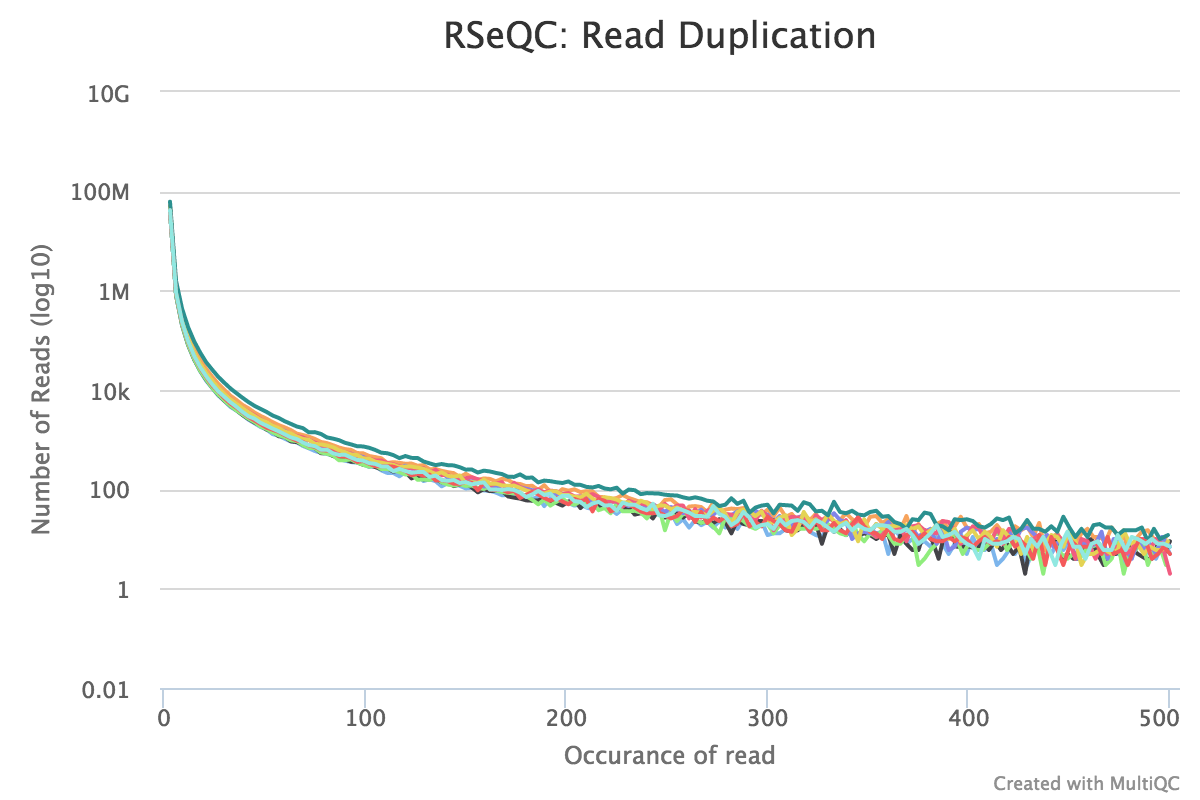 RSeQC: Read Duplication
Number of Reads (log10)
10G
100M
1M
10k
100
1
0.01
0 100 200 300 400 500
Occurance of read
Created with MultiQC